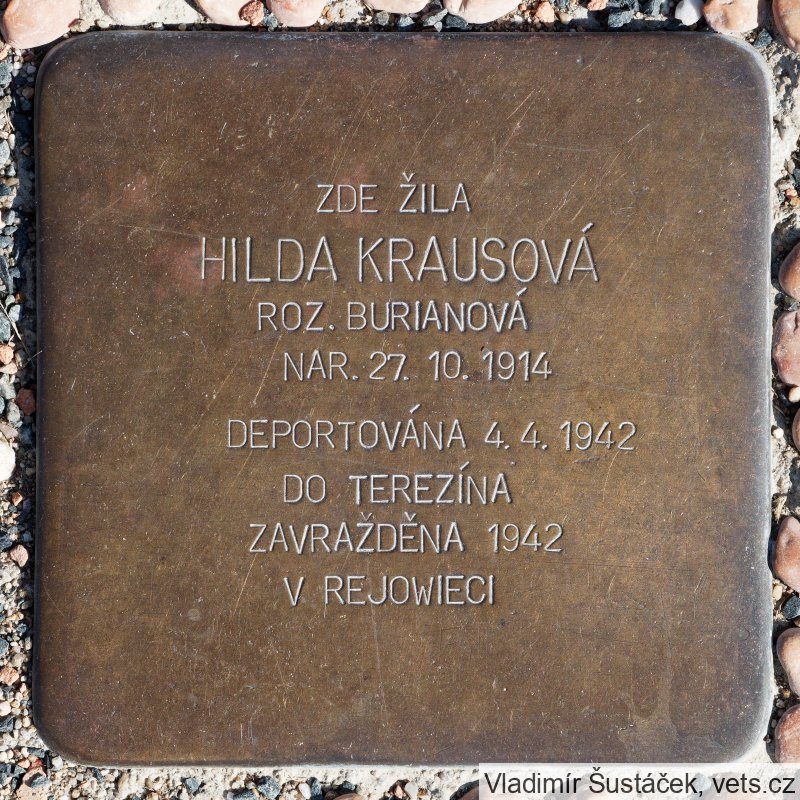 ZDE ŽILA
HILDA KRAUSOVÁ
ROZ. BURIANOVÁ
NAR. 27. 10. 1914
DEPORTOVÁNA 4. 4. 1942
DO TEREZÍNA
ZAVRAŽDĚNA 1942
V REJOWIECI
Vladimír Šustáček, vets.cz